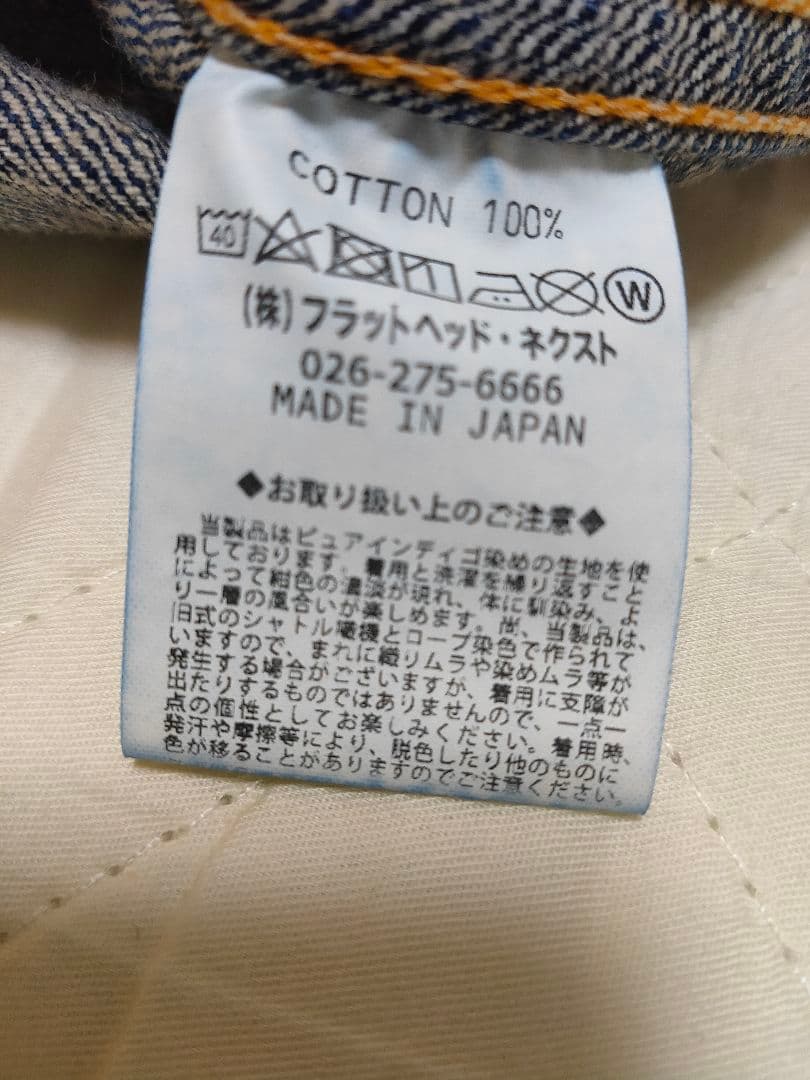 COTTON 100%
40
W
(株)フラットヘッド・ネクスト
026-275-6666
MADE IN JAPAN
◆お取り扱い上のご注意◆
当製品はピュアインディゴ染めの生地を使
用しております。着用と洗濯を繰り返すこと
によって紺色の濃淡が現れ、体に馴染み、よ
り一層の風合いが楽しめます。尚、当製品は、
旧式のシャトル織機とロープ染色で作られて
いますので、まれに織りムラや染めムラ等が
発生する場合がございますが、着用に支障が
出たりするものではありませんので、一点一
点の個性としてお楽しみください。着用時、
発汗や摩擦等により、脱色したり他のものに
色が移ることがありますのでご注意ください。